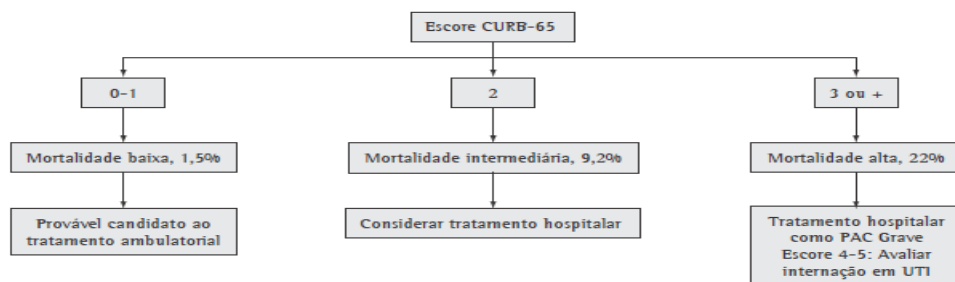 Escore CURB-65
0-1
2
3 ou +
Mortalidade baixa, 1,5%
Mortalidade intermediária, 9,2%
Mortalidade alta, 22%
Provável candidato ao
tratamento ambulatorial
Considerar tratamento hospitalar
Tratamento hospitalar
como PAC Grave
Escore 4-5: Avaliar
internação em UTI